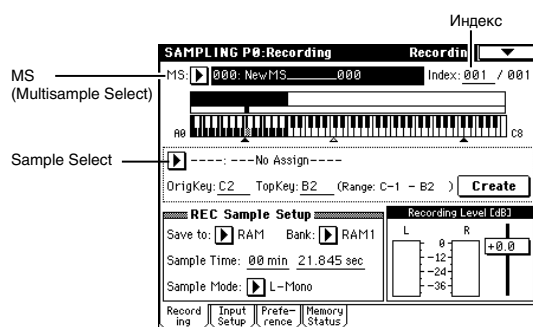 Индекс
SAMPLING P0:Recording Recordin
MS: 000: NewMS_______000 Index: 001 / 001
MS
(Multisample Select)
A0 C8
Sample Select
----: ---No Assign----
OrigKey: C2 TopKey: B2 (Range: C-1 - B2 ) Create
REC Sample Setup
Recording Level [dB]
Save to: RAM Bank: RAM1
L R
0
+0.0
-12
-24
-36
Sample Time: 00 min 21.845 sec
Sample Mode: L-Mono
Record
ing
Input
Setup
Prefe-
rence
Memory
Status